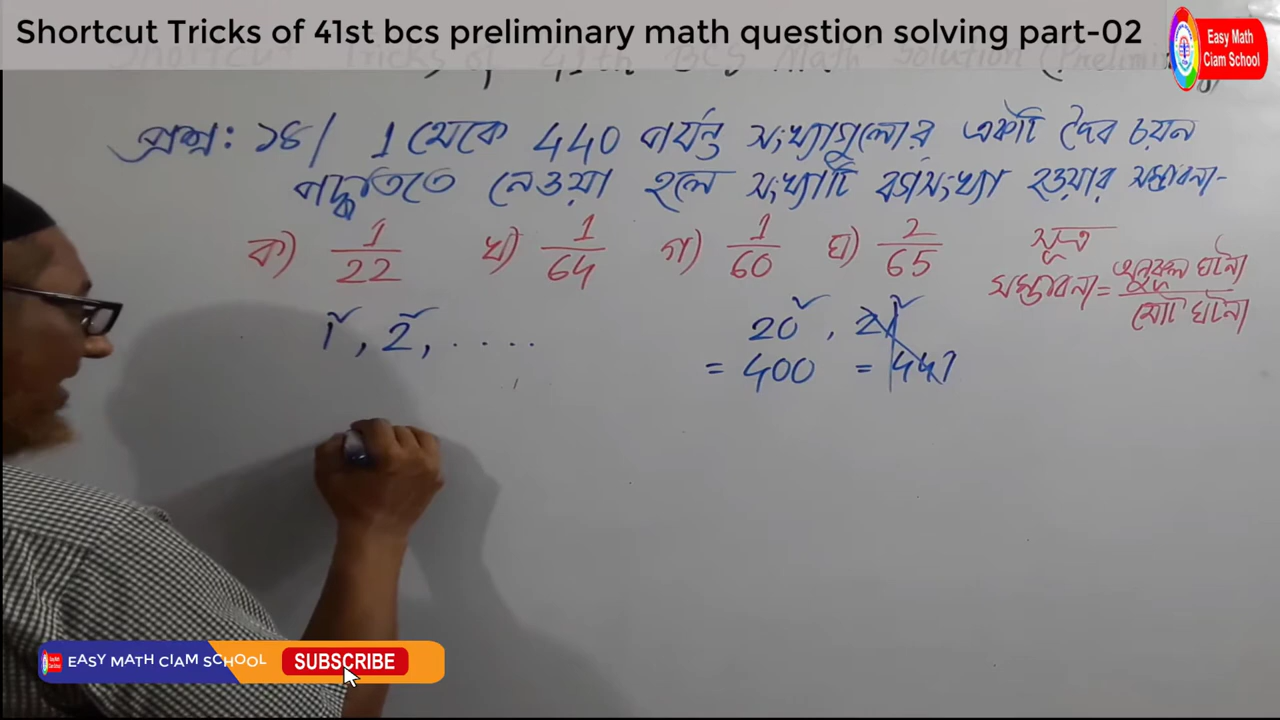 Shortcut Tricks of 41st bcs preliminary math question solving part-02
Easy Math
Ciam School
প্রশ্ন: ১৪/ 1 থেকে 440 পর্যন্ত সংখ্যাগুলোর একটি দৈব চয়ন
পদ্ধতিতে নেওয়া হলে সংখ্যাটি বর্গসংখ্যা হওয়ার সম্ভাবনা-
ক) 1/22 খ) 1/64 গ) 1/60 ঘ) 2/65
সূত্র
সম্ভাবনা = অনুকূল ঘটনা/মোট ঘটনা
1², 2², .... 20², 21²
= 400 = 441
EASY MATH CIAM SCHOOL SUBSCRIBE